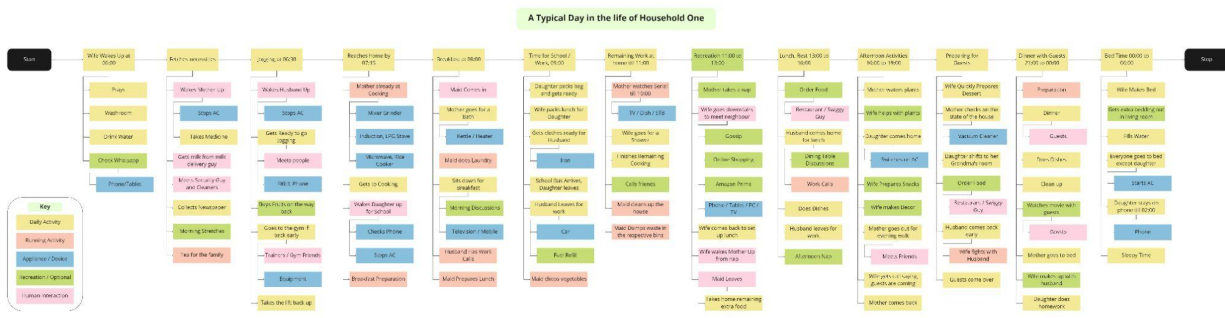 A Typical Day in the life of Household One
Start
Wife Wakes Up at 06:00
Prays
Washroom
Drink Water
Check Whatsapp
Phone/Tablet
Fetches necessities
Wakes Mother Up
Stops AC
Takes Medicine
Gets milk from milk delivery guy
Meets Security Guy and Cleaners
Collects Newspaper
Morning Stretches
Tea for the family
Jogging at 06:30
Wakes Husband Up
Stops AC
Gets Ready to go Jogging
Meets people
Phone
Buys Fruits on the way back
Goes to the gym if back early
Trainers / Gym Friends
Equipment
Takes the lift back up
Reaches home by 07:15
Mother already at Cooking
Mixer Grinder
Induction, LPG Stove
Microwave, Rice Cooker
Gets to Cooking
Wakes Daughter up for School
Checks Phone
Stops AC
Breakfast Preparation
Breakfast at 08:00
Maid Comes in
Mother goes for a Bath
Kettle / Heater
Maid does Laundry
Sits down for breakfast
Morning Discussions
Television / Mobile
Husband Has Work Calls
Maid Prepares Lunch
Time for School / Work, 09:00
Daughter packs bag and gets ready
Wife packs lunch for Daughter
Gets clothes ready for Husband
Iron
School Bus Arrives, Daughter leaves
Husband Leaves for work
Car
Fuel Refill
Maid chops vegetables
Remaining Work at home till 11:00
Mother watches Serial till
TV / Dish / STB
Wife goes for a Shower
Finishes Remaining Cooking
Calls friends
Maid cleans up the house
Maid Dumps waste in the respective bins
Recreation 11:00 to 13:00
Mother takes a nap
Wife goes downstairs to meet neighbour
Gossip
Online Shopping
Amazon Prime
Phone / Tablet / PC / TV
Wife comes back to set up lunch
Wife wakes Mother Up from nap
Maid Leaves
Takes home remaining extra food
Lunch, Rest 13:00 to 16:00
Order Food
Restaurant / Swiggy Guy
Husband comes home for lunch
Dining Table Discussions
Work Calls
Does Dishes
Husband leaves for work
Afternoon Nap
Afternoon Activities 16:00 to 19:00
Mother waters plants
Wife helps with plants
Daughter comes home
Switches on AC
Wife Prepares Snacks
Wife makes Decor
Mother goes out for evening walk
Meets Friends
Wife gets call saying, guests are coming
Mother comes back
Preparing for Guests
Wife Quickly Prepares Dessert
Mother checks on the state of the house
Vacuum Cleaner
Daughter shifts to her Grandma's room
Order Food
Restaurant / Swiggy Guy
Husband comes back early
Wife fights with Husband
Guests come over
Dinner with Guests 21:00 to 00:00
Preparation
Dinner
Guests
Does Dishes
Clean up
Watches movie with guests
Gossip
Mother goes to bed
Wife makes up with husband
Daughter does homework
Bed Time 00:00 to 06:00
Wife Makes Bed
Gets extra bedding out in living room
Fills Water
Everyone goes to bed except daughter
Starts AC
Daughter stays on phone till 02:00
Phone
Sleepy Time
Stop
Key
Daily Activity
Running Activity
Appliance / Device
Recreation / Optional
Human Interaction